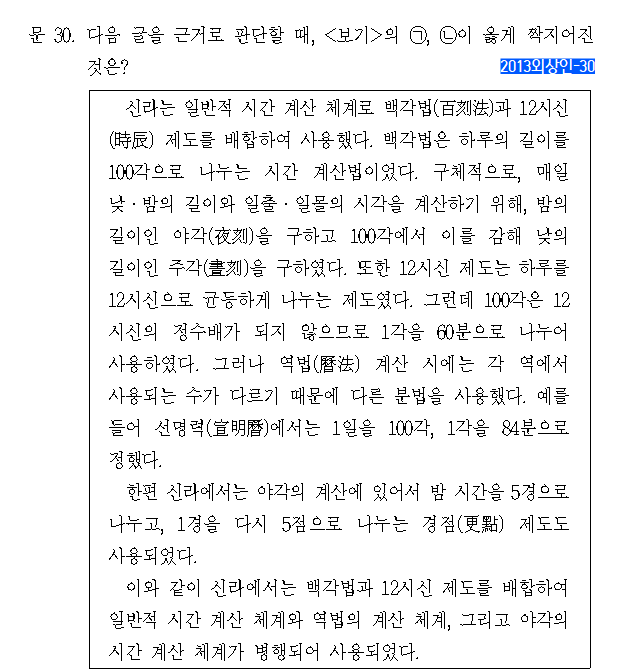 문 30. 다음 글을 근거로 판단할 때, <보기>의 ㉠, ㉡이 옳게 짝지어진
것은?
2013외상인-30
신라는 일반적 시간 계산 체계로 백각법(百刻法)과 12시신
(時辰) 제도를 배합하여 사용했다. 백각법은 하루의 길이를
100각으로 나누는 시간 계산법이었다. 구체적으로, 매일
낮·밤의 길이와 일출·일몰의 시각을 계산하기 위해, 밤의
길이인 야각(夜刻)을 구하고 100각에서 이를 감해 낮의
길이인 주각(晝刻)을 구하였다. 또한 12시신 제도는 하루를
12시신으로 균등하게 나누는 제도였다. 그런데 100각은 12
시신의 정수배가 되지 않으므로 1각을 60분으로 나누어
사용하였다. 그러나 역법(曆法) 계산 시에는 각 역에서
사용되는 수가 다르기 때문에 다른 분법을 사용했다. 예를
들어 선명력(宣明曆)에서는 1일을 100각, 1각을 84분으로
정했다.
한편 신라에서는 야각의 계산에 있어서 밤 시간을 5경으로
나누고, 1경을 다시 5점으로 나누는 경점(更點) 제도도
사용되었다.
이와 같이 신라에서는 백각법과 12시신 제도를 배합하여
일반적 시간 계산 체계와 역법의 계산 체계, 그리고 야각의
시간 계산 체계가 병행되어 사용되었다.